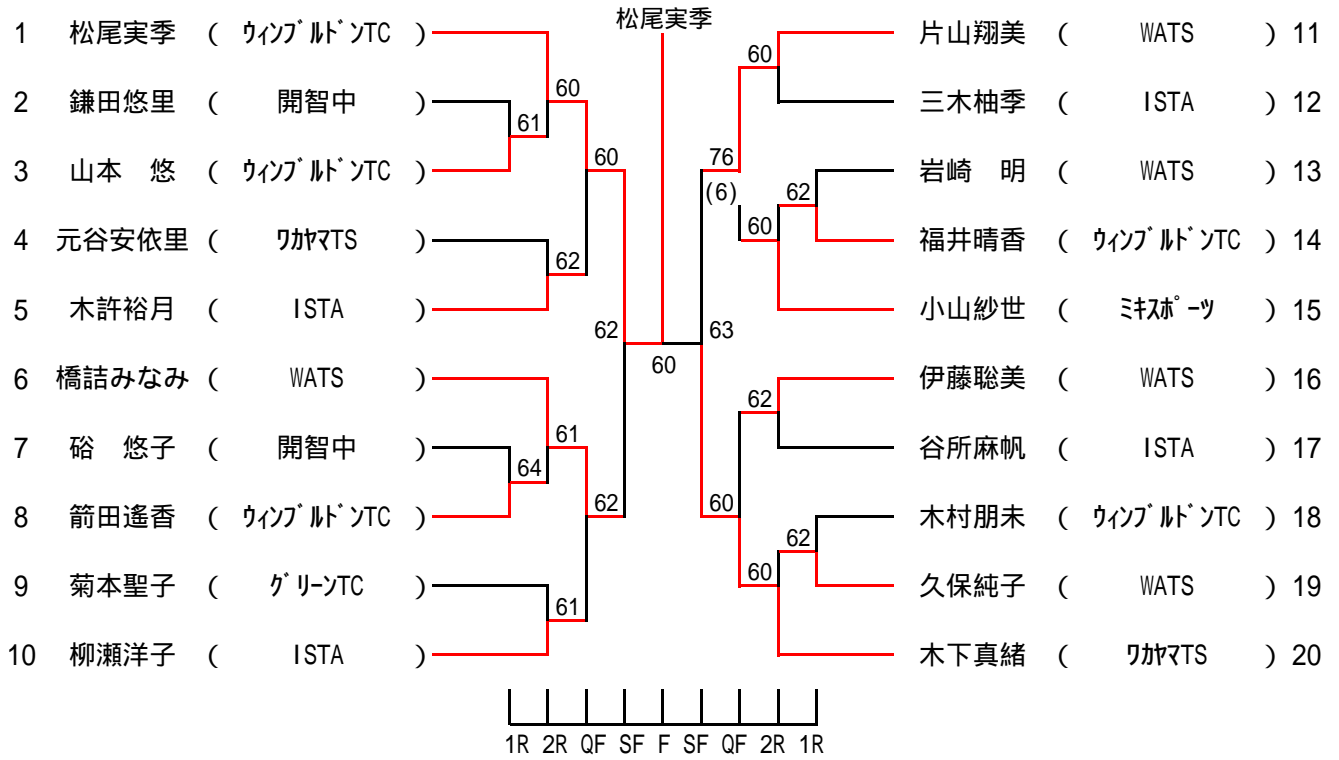 松尾実季
1 松尾実季 ( ウィンブルドンTC ) 片山翔美 ( WATS ) 11
60
60
2 鎌田悠里 ( 開智中 ) 三木柚季 ( ISTA ) 12
61
60 76
3 山本 悠 ( ウィンブルドンTC ) 岩崎 明 ( WATS ) 13
(6) 62
60
4 元谷安依里 ( ワカヤマTS ) 福井晴香 ( ウィンブルドンTC ) 14
62
5 木許裕月 ( ISTA ) 小山紗世 ( ミキスポーツ ) 15
62 63
60
6 橋詰みなみ ( WATS ) 伊藤聡美 ( WATS ) 16
62
61
7 硲 悠子 ( 開智中 ) 谷所麻帆 ( ISTA ) 17
64
62 60
8 箭田遙香 ( ウィンブルドンTC ) 木村朋未 ( ウィンブルドンTC ) 18
62
60
9 菊本聖子 ( グリーンTC ) 久保純子 ( WATS ) 19
61
10 柳瀬洋子 ( ISTA ) 木下真緒 ( ワカヤマTS ) 20
1R 2R QF SF F SF QF 2R 1R